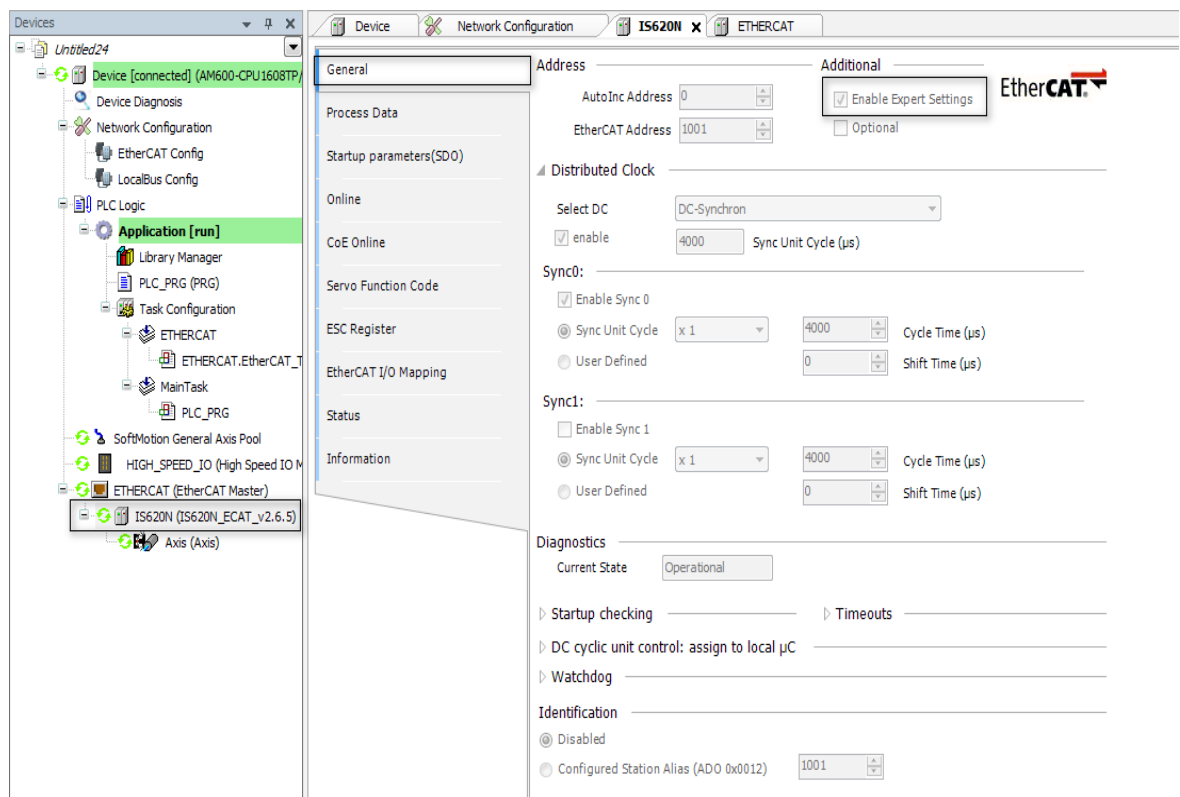 Devices
Untitled24
Device [connected] (AM600-CPU1608TP/
Device Diagnosis
Network Configuration
EtherCAT Config
LocalBus Config
PLC Logic
Application [run]
Library Manager
PLC_PRG (PRG)
Task Configuration
ETHERCAT
ETHERCAT.EtherCAT_T
MainTask
PLC_PRG
SoftMotion General Axis Pool
HIGH_SPEED_IO (High Speed IO M
ETHERCAT (EtherCAT Master)
IS620N (IS620N_ECAT_v2.6.5)
Axis (Axis)
Device Network Configuration IS620N X ETHERCAT
General
Process Data
Startup parameters(SDO)
Online
CoE Online
Servo Function Code
ESC Register
EtherCAT I/O Mapping
Status
Information
Address Additional
AutoInc Address 0 Enable Expert Settings EtherCAT.
EtherCAT Address 1001 Optional
Distributed Clock
Select DC DC-Synchron
enable 4000 Sync Unit Cycle (µs)
Sync0:
Enable Sync 0
Sync Unit Cycle x 1 4000 Cycle Time (µs)
User Defined 0 Shift Time (µs)
Sync1:
Enable Sync 1
Sync Unit Cycle x 1 4000 Cycle Time (µs)
User Defined 0 Shift Time (µs)
Diagnostics
Current State Operational
Startup checking Timeouts
DC cyclic unit control: assign to local µC
Watchdog
Identification
Disabled
Configured Station Alias (ADO 0x0012) 1001